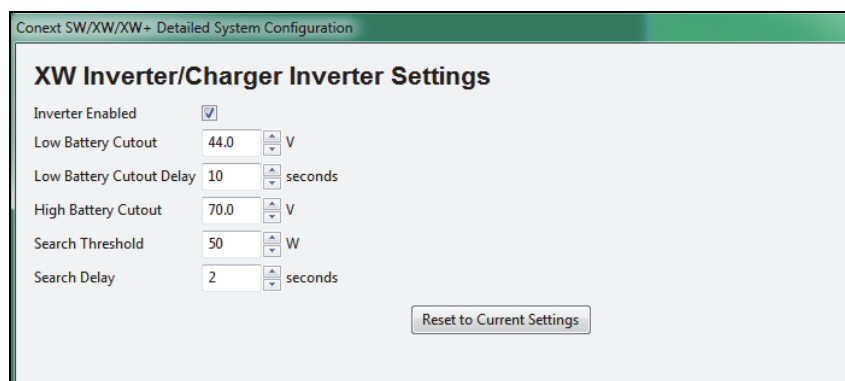 Conext SW/XW/XW+ Detailed System Configuration
XW Inverter/Charger Inverter Settings
Inverter Enabled
Low Battery Cutout 44.0 V
Low Battery Cutout Delay 10 seconds
High Battery Cutout 70.0 V
Search Threshold 50 W
Search Delay 2 seconds
Reset to Current Settings